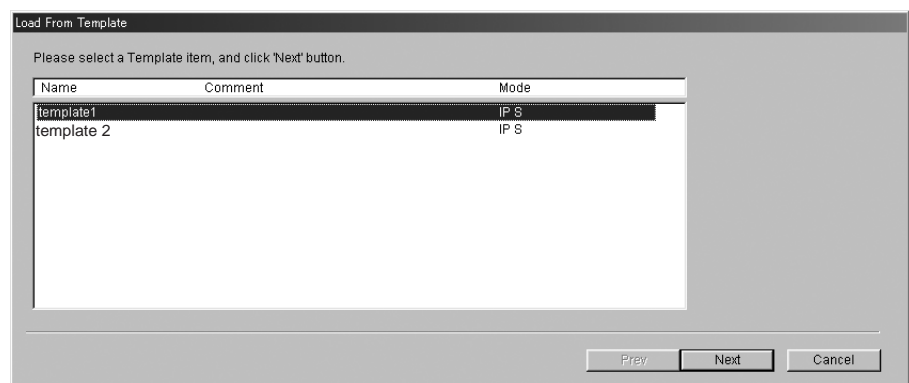 Load From Template
Please select a Template item, and click 'Next' button.
Name Comment Mode
template1 IP S
template 2 IP S
Prev Next Cancel